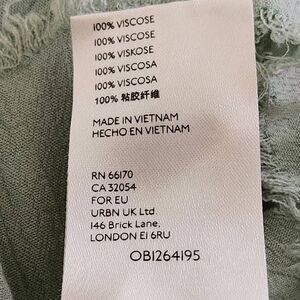 100% VISCOSE
100% VISCOSE
100% VISKOSE
100% VISCOSA
100% VISCOSA
100% 粘胶纤维
MADE IN VIETNAM
HECHO EN VIETNAM
RN 66170
CA 32054
FOR EU
URBN UK Ltd
146 Brick Lane,
LONDON E1 6RU
OB1264195